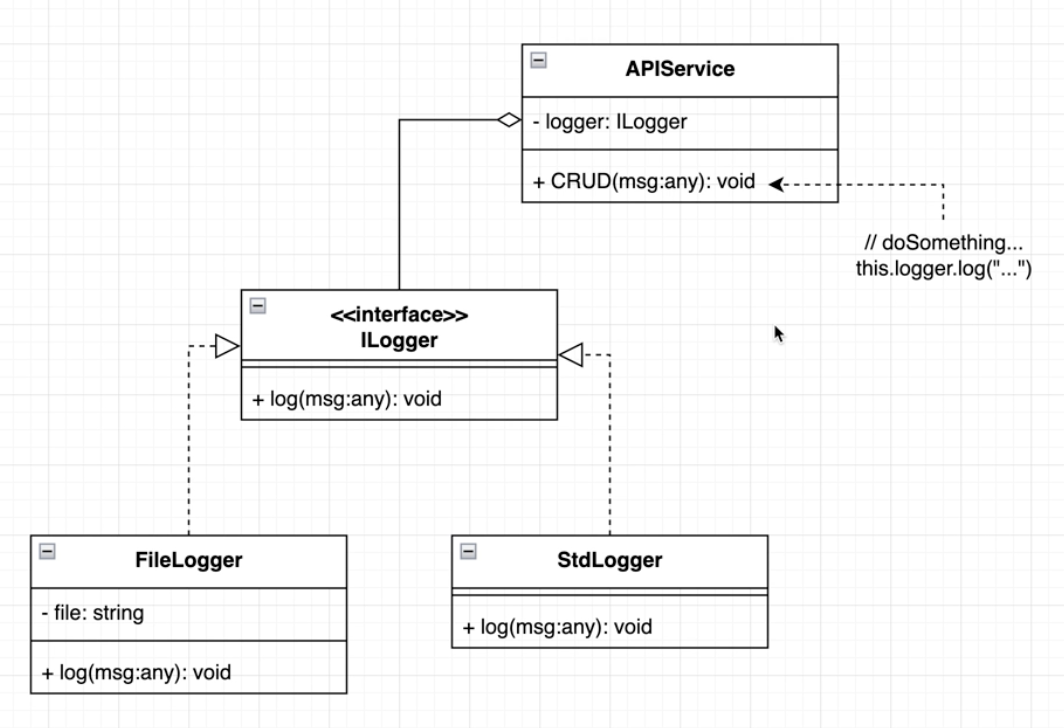 APIService
- logger: ILogger
+ CRUD(msg:any): void
// doSomething...
this.logger.log("...")
<<interface>>
ILogger
+ log(msg:any): void
FileLogger
- file: string
+ log(msg:any): void
StdLogger
+ log(msg:any): void